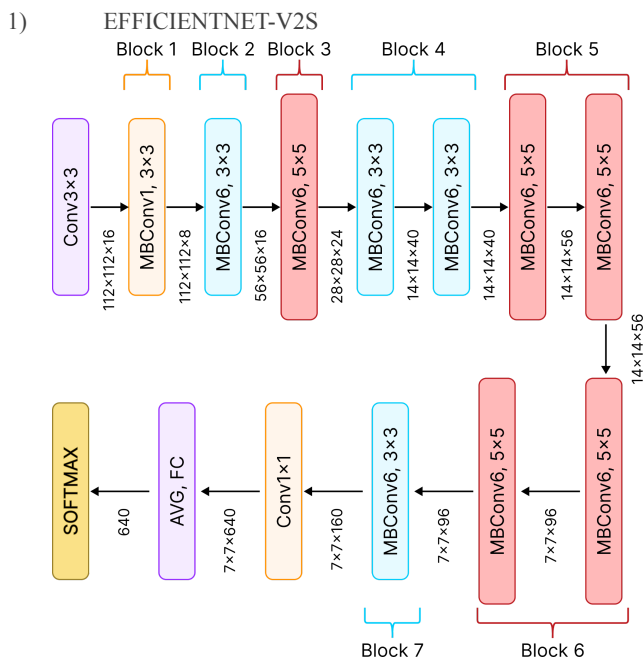 1) EFFICIENTNET-V2S
Block 1
Block 2
Block 3
Block 4
Block 5
Conv3×3
112×112×16
MBConv1, 3×3
112×112×8
MBConv6, 3×3
56×56×16
MBConv6, 5×5
28×28×24
MBConv6, 3×3
14×14×40
MBConv6, 3×3
14×14×40
MBConv6, 5×5
14×14×56
MBConv6, 5×5
14×14×56
MBConv6, 5×5
7×7×96
MBConv6, 5×5
7×7×96
MBConv6, 3×3
7×7×160
Conv1×1
7×7×640
AVG, FC
640
SOFTMAX
Block 7
Block 6